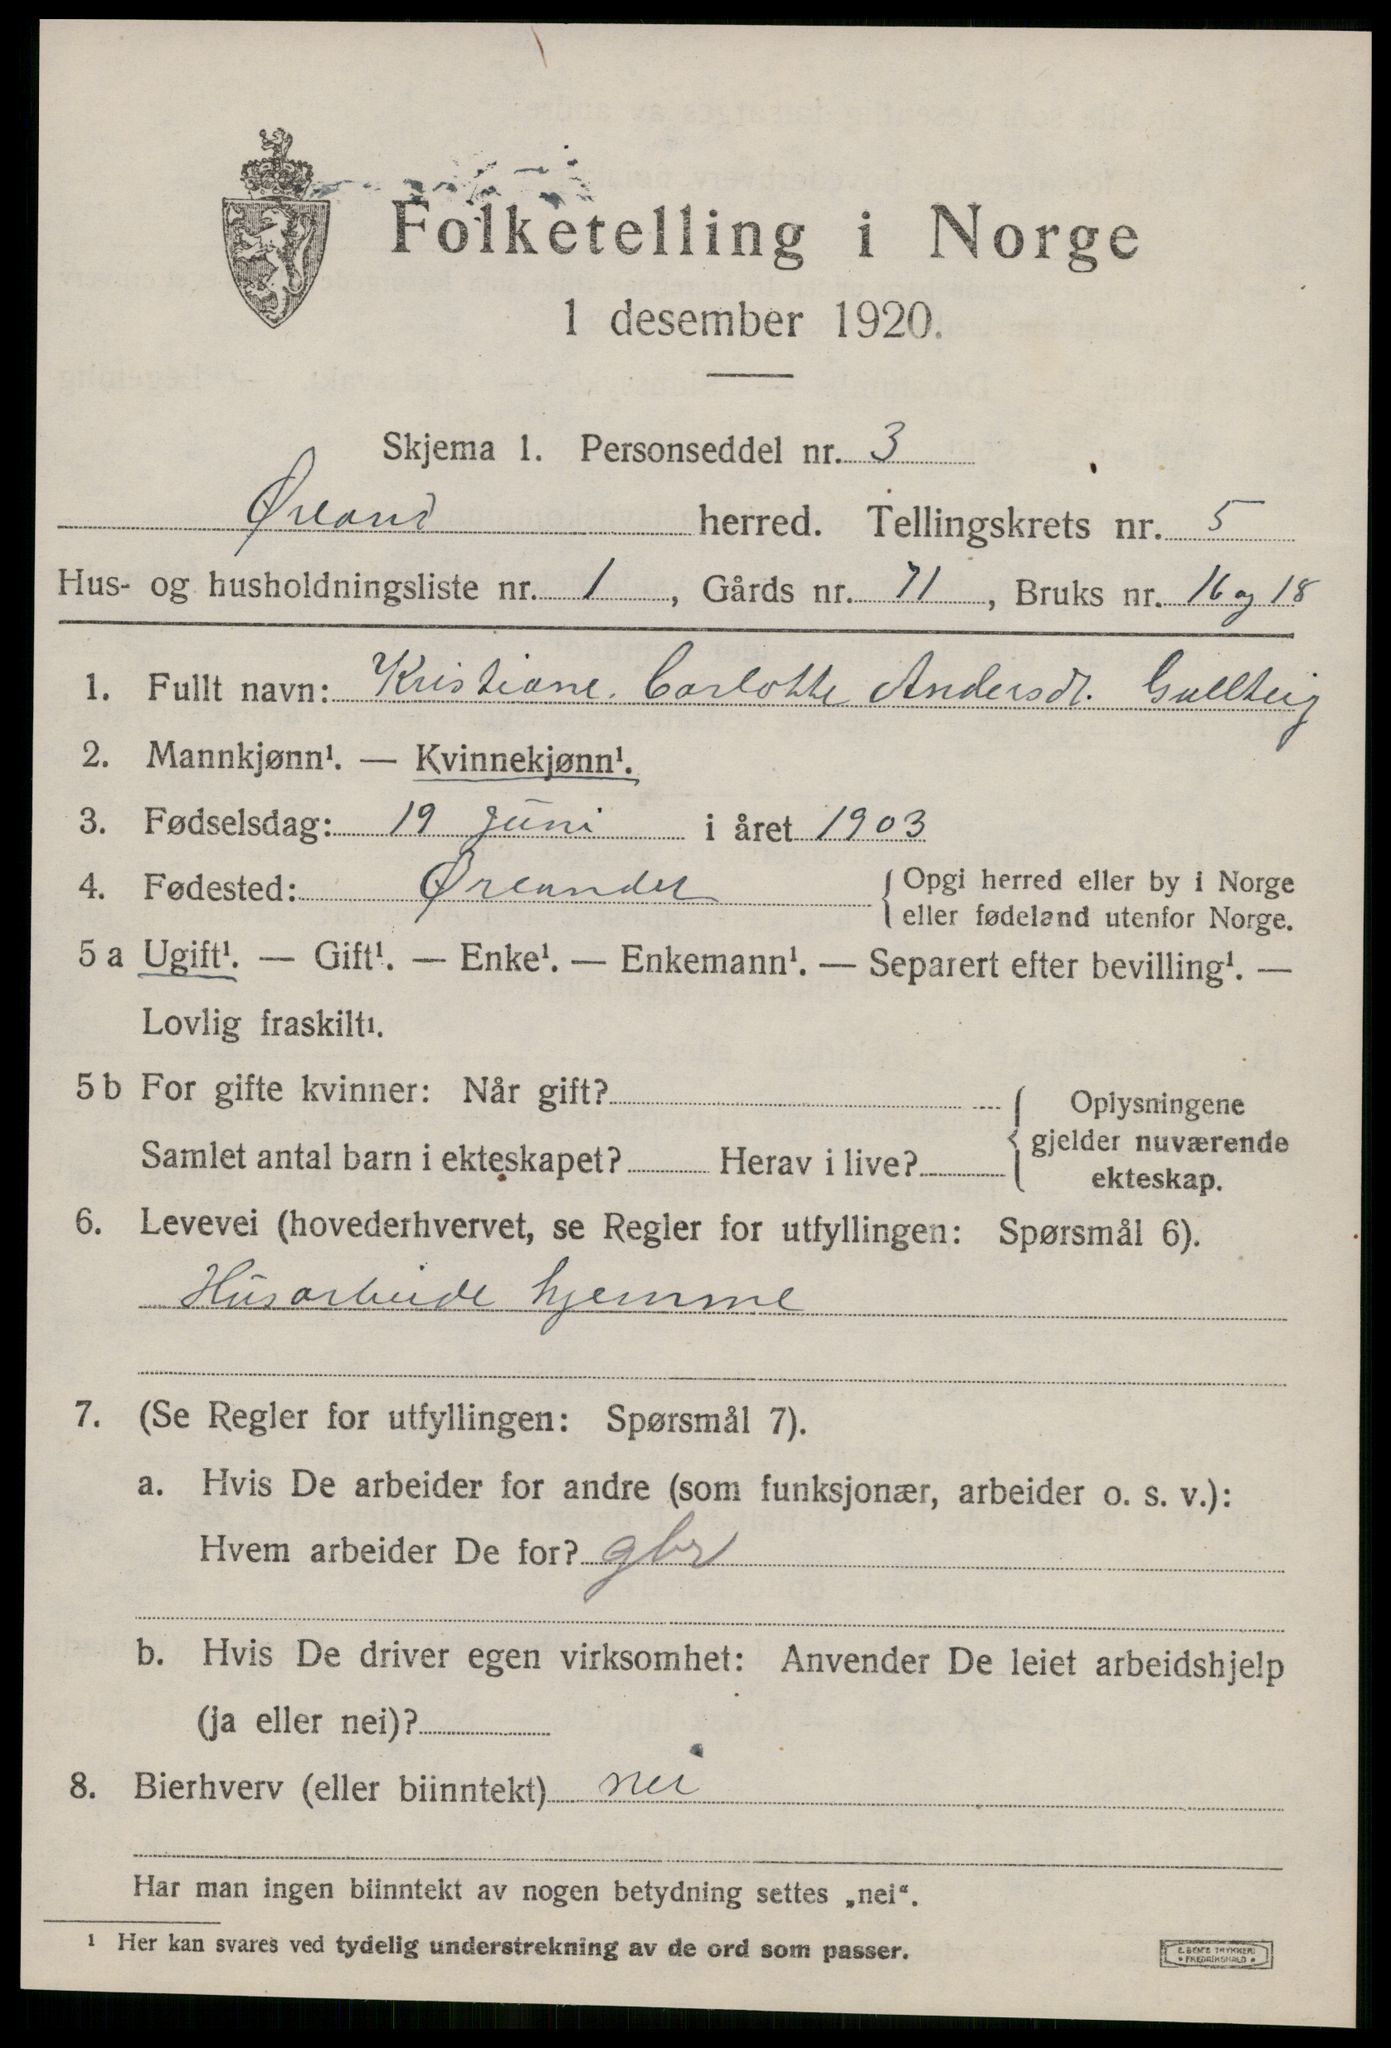 Folketelling i Norge
1 desember 1920.
Skjema 1. Personseddel nr. 3
Ørland herred. Tellingskrets nr. 5
Hus- og husholdningsliste nr. 1, Gårds nr. 71, Bruks nr. 16 og 18
1. Fullt navn: Kristiane Carlotte Andersdt. Gullteig
2. Mannkjønn¹. — Kvinnekjønn¹.
3. Fødselsdag: 19 Juni i året 1903
4. Fødested: Ørlandet { Opgi herred eller by i Norge
eller fødeland utenfor Norge.
5 a Ugift¹. — Gift¹. — Enke¹. — Enkemann¹. — Separert efter bevilling¹. —
Lovlig fraskilt¹.
5 b For gifte kvinner: Når gift? { Oplysningene
gjelder nuværende
Samlet antal barn i ekteskapet? Herav i live?
ekteskap.
6. Levevei (hovederhvervet, se Regler for utfyllingen: Spørsmål 6).
Husarbeide hjemme
7. (Se Regler for utfyllingen: Spørsmål 7).
a. Hvis De arbeider for andre (som funksjonær, arbeider o. s. v.):
Hvem arbeider De for? gbr
b. Hvis De driver egen virksomhet: Anvender De leiet arbeidshjelp
(ja eller nei)?
8. Bierhverv (eller biinntekt) nei
Har man ingen biinntekt av nogen betydning settes „nei“.
¹ Her kan svares ved tydelig understrekning av de ord som passer.
E. SEM'S TRYKKERI
FREDRIKSHALD